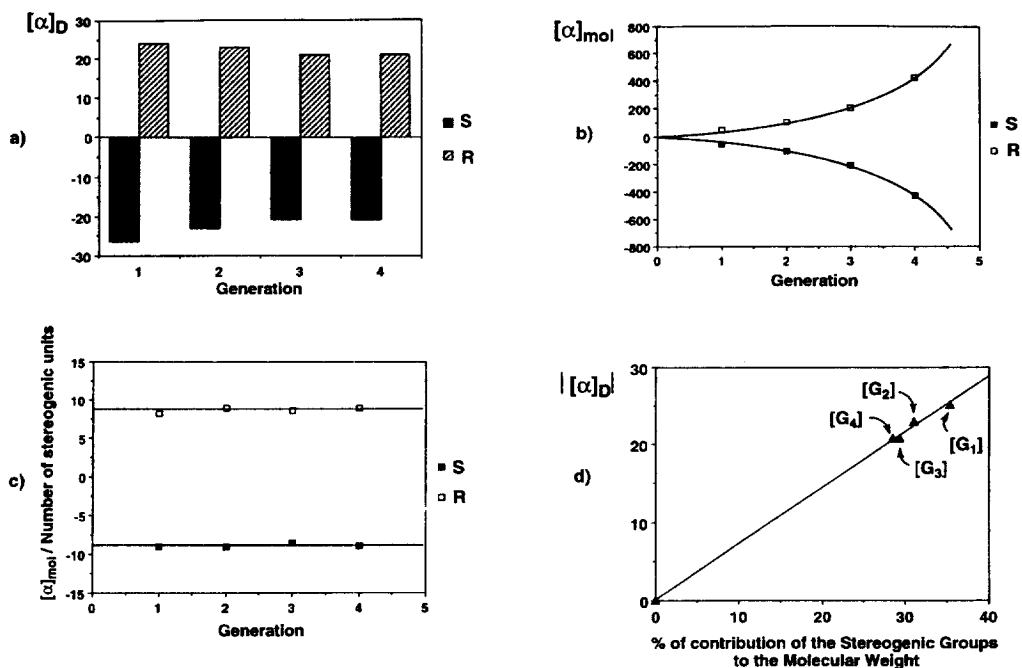 [α]D
30
20
10
0
-10
-20
-30
1
2
3
4
Generation
S
R
a)
[α]mol
800
600
400
200
0
-200
-400
-600
-800
0
1
2
3
4
5
Generation
S
R
b)
[α]mol / Number of stereogenic units
15
10
5
0
-5
-10
-15
0
1
2
3
4
5
Generation
S
R
c)
| [α]D|
30
20
10
0
0
10
20
30
40
[G2]
[G4]
[G1]
[G3]
d)
% of contribution of the Stereogenic Groups
to the Molecular Weight